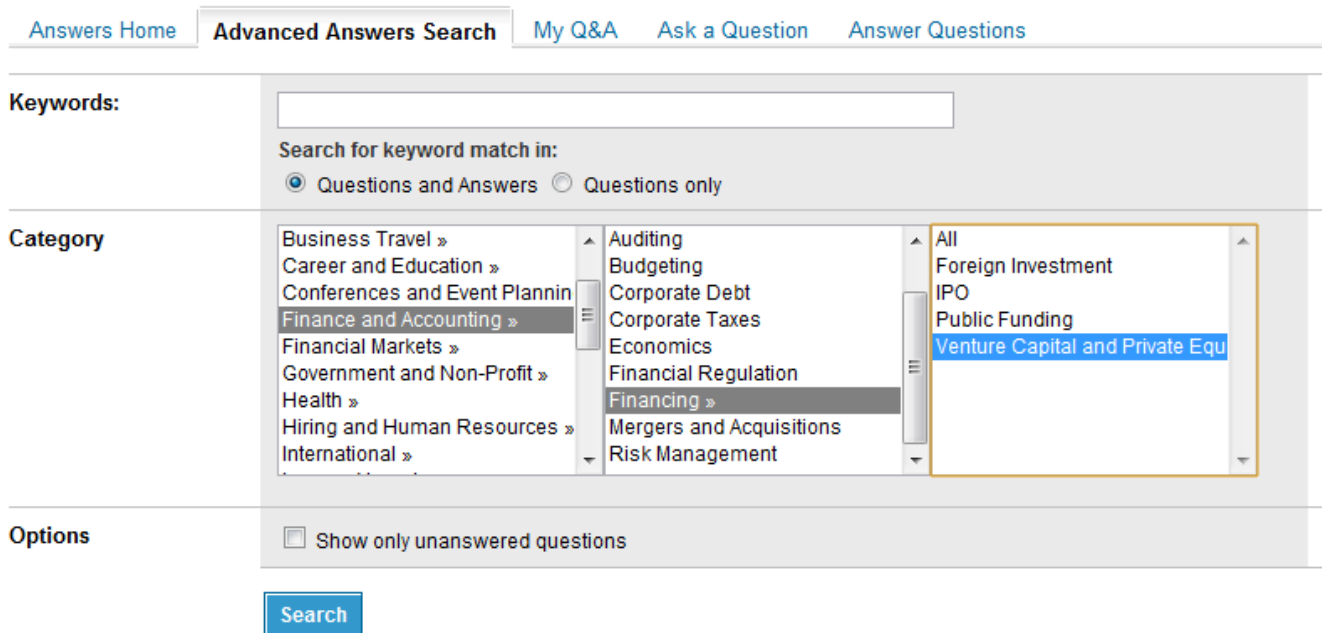 Answers Home Advanced Answers Search My Q&A Ask a Question Answer Questions
Keywords:
Search for keyword match in:
Questions and Answers Questions only
Category
Business Travel »
Career and Education »
Conferences and Event Plannin
Finance and Accounting »
Financial Markets »
Government and Non-Profit »
Health »
Hiring and Human Resources »
International »
Auditing
Budgeting
Corporate Debt
Corporate Taxes
Economics
Financial Regulation
Financing »
Mergers and Acquisitions
Risk Management
All
Foreign Investment
IPO
Public Funding
Venture Capital and Private Equ
Options
Show only unanswered questions
Search